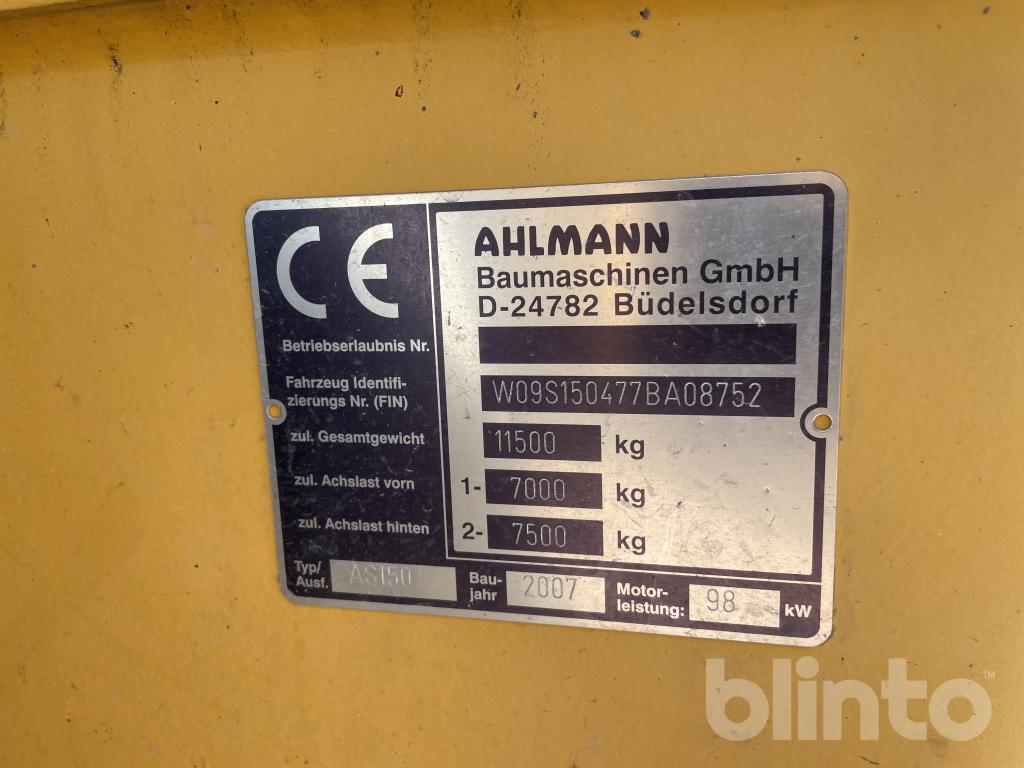 CE
AHLMANN
Baumaschinen GmbH
D-24782 Büdelsdorf
Betriebserlaubnis Nr.
Fahrzeug Identifi-
zierungs Nr. (FIN) W09S150477BA08752
zul. Gesamtgewicht 11500 kg
zul. Achslast vorn 1- 7000 kg
zul. Achslast hinten 2- 7500 kg
Typ/
Ausf. AS150
Bau-
jahr 2007
Motor-
leistung: 98 kW
blinto™